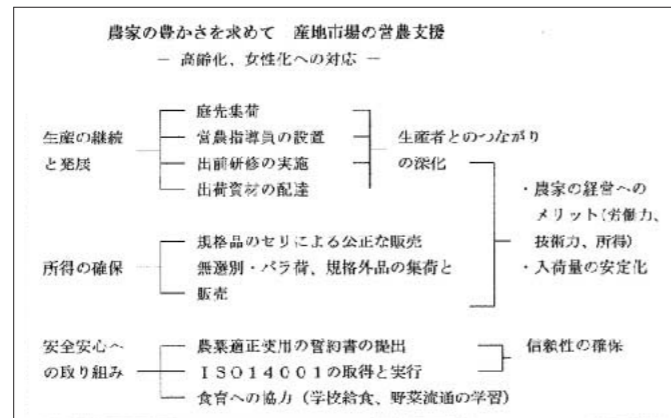 農家の豊かさを求めて 産地市場の営農支援
－ 高齢化、女性化への対応 －
生産の継続
と発展
庭先集荷
営農指導員の設置
出前研修の実施
出荷資材の配達
生産者とのつながり
の深化
所得の確保
規格品のセリによる公正な販売
無選別・バラ荷、規格外品の集荷と
販売
・農家の経営への
メリット(労働力、
技術力、所得)
・入荷量の安定化
安全安心へ
の取り組み
農薬適正使用の誓約書の提出
ＩＳＯ１４００１の取得と実行
食育への協力（学校給食、野菜流通の学習）
信頼性の確保